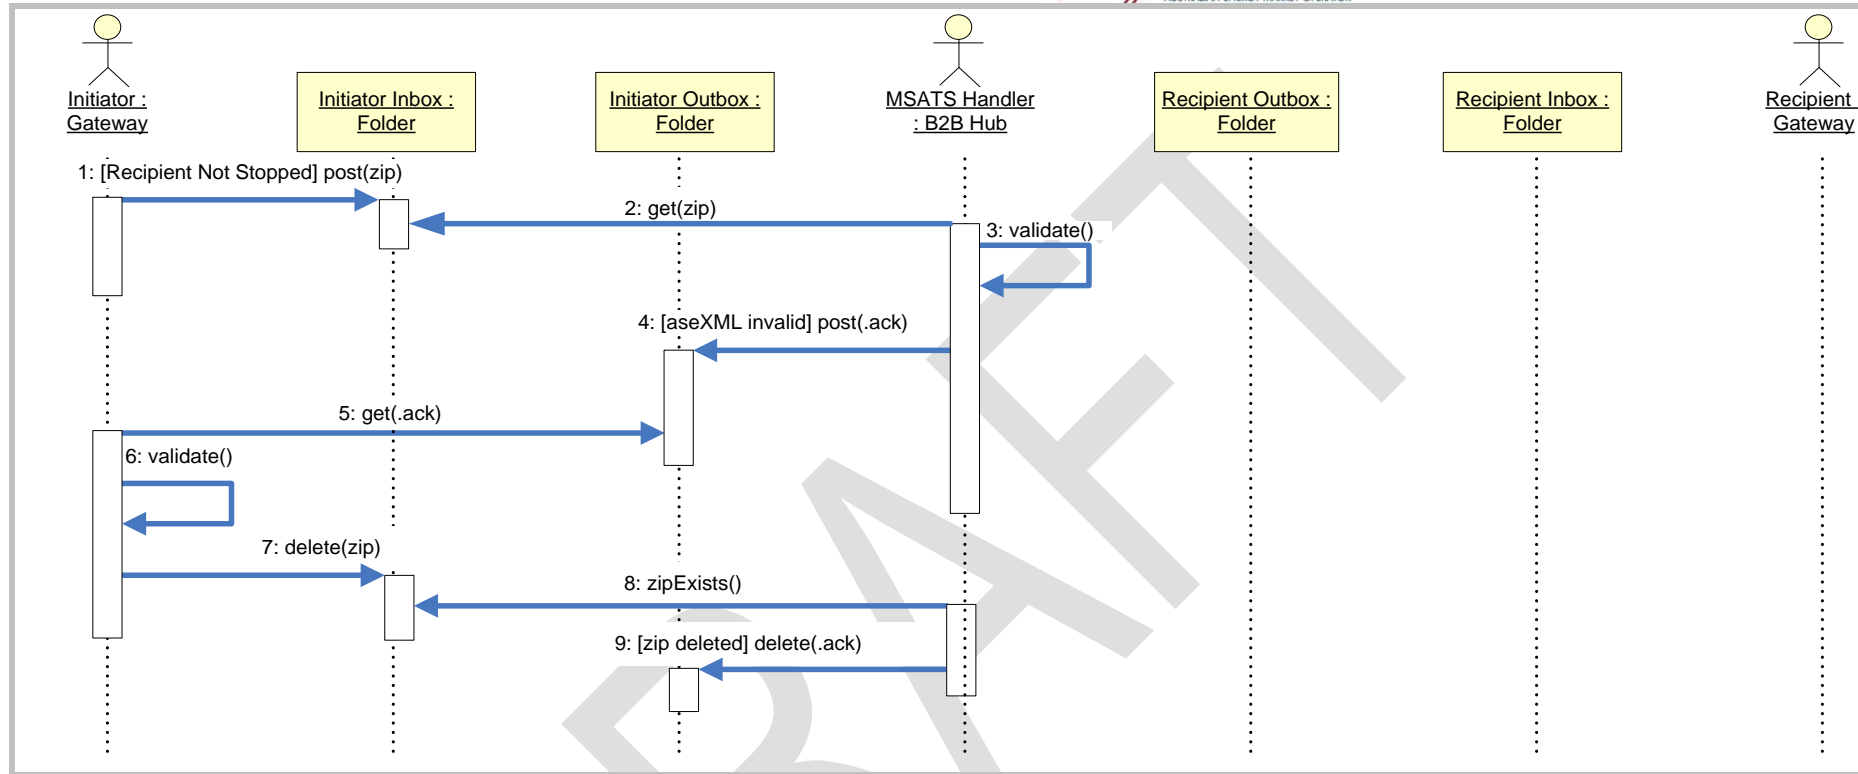 Initiator :
Gateway
Initiator Inbox :
Folder
Initiator Outbox :
Folder
MSATS Handler
: B2B Hub
Recipient Outbox :
Folder
Recipient Inbox :
Folder
Recipient
Gateway
1: [Recipient Not Stopped] post(zip)
2: get(zip)
3: validate()
4: [aseXML invalid] post(.ack)
5: get(.ack)
6: validate()
7: delete(zip)
8: zipExists()
9: [zip deleted] delete(.ack)
RAFT